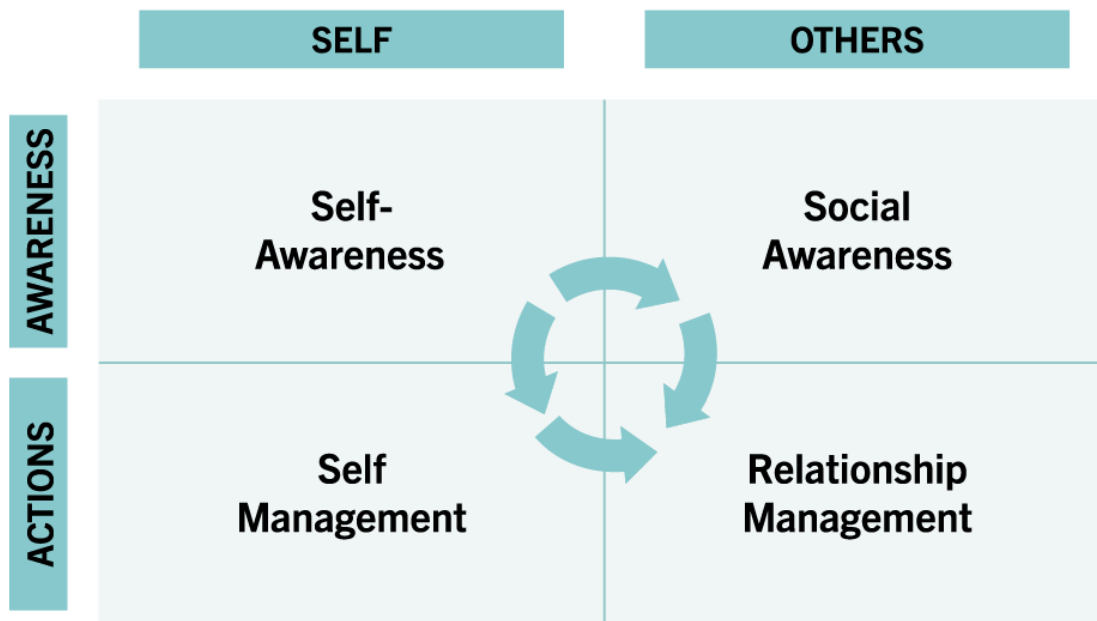 SELF
OTHERS
AWARENESS
Self-
Awareness
Social
Awareness
ACTIONS
Self
Management
Relationship
Management